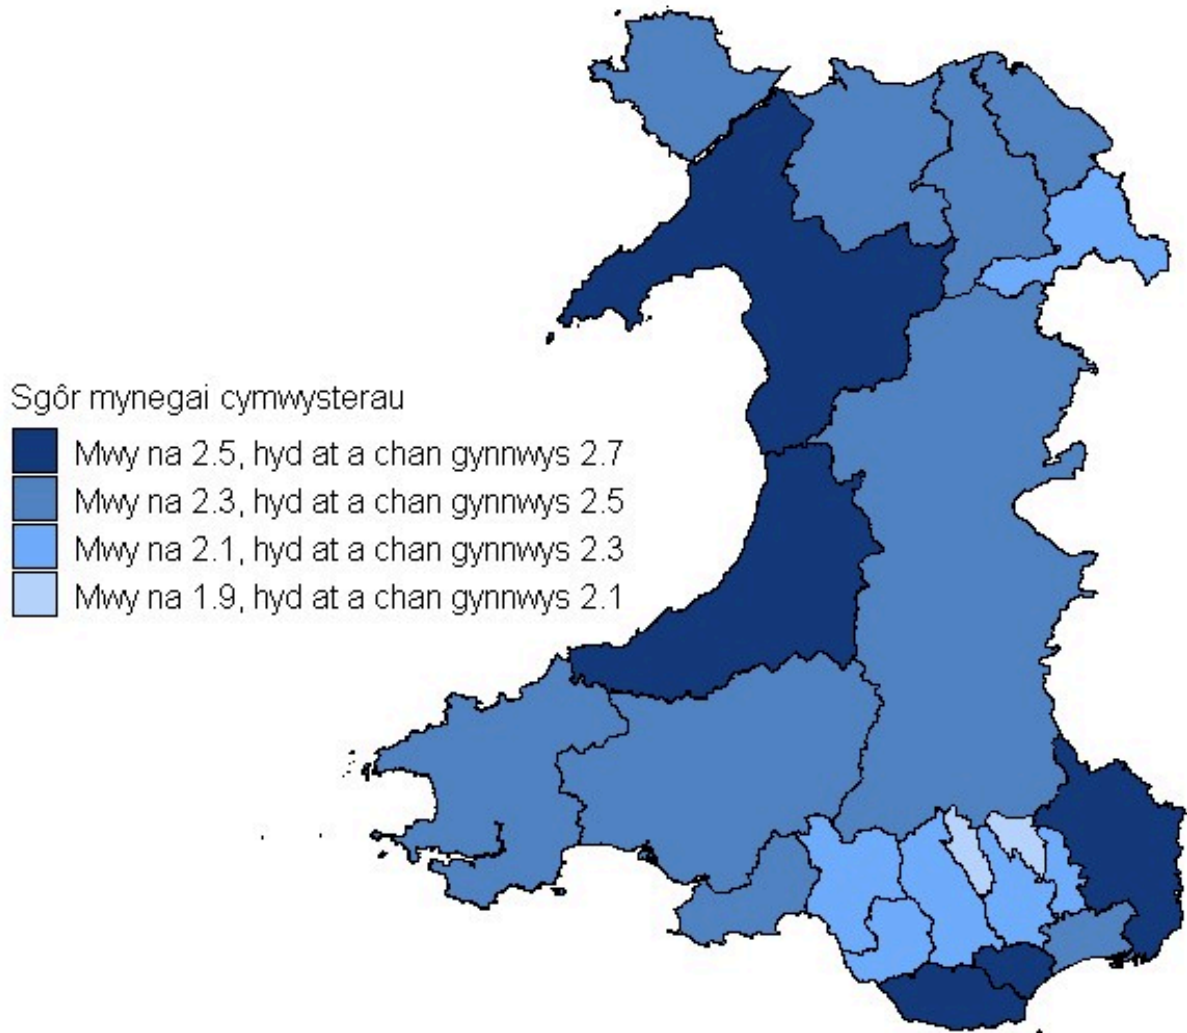 Sgôr mynegai cymwysterau
Mwy na 2.5, hyd at a chan gynnwys 2.7
Mwy na 2.3, hyd at a chan gynnwys 2.5
Mwy na 2.1, hyd at a chan gynnwys 2.3
Mwy na 1.9, hyd at a chan gynnwys 2.1